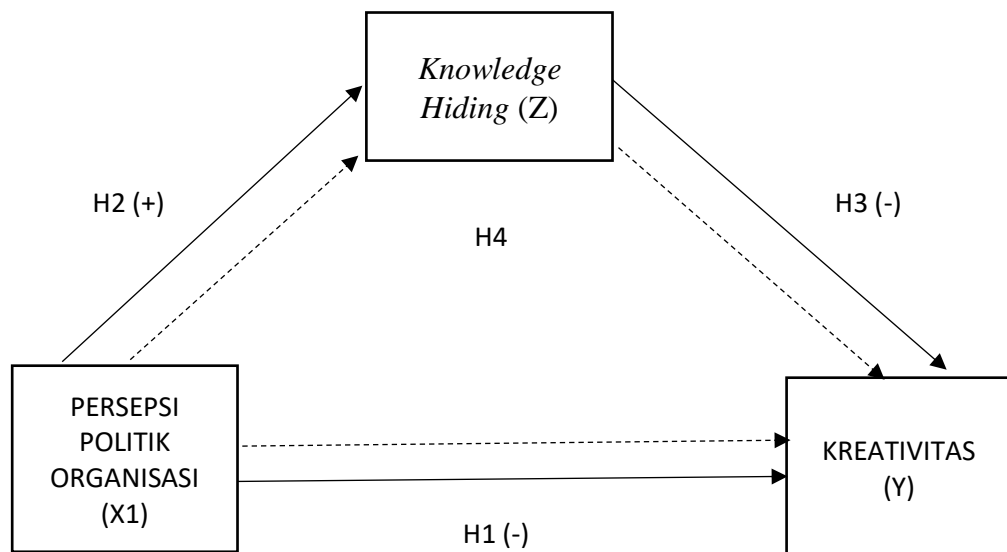 Knowledge
Hiding (Z)
H2 (+)
H3 (-)
H4
PERSEPSI
POLITIK
ORGANISASI
(X1)
KREATIVITAS
(Y)
H1 (-)